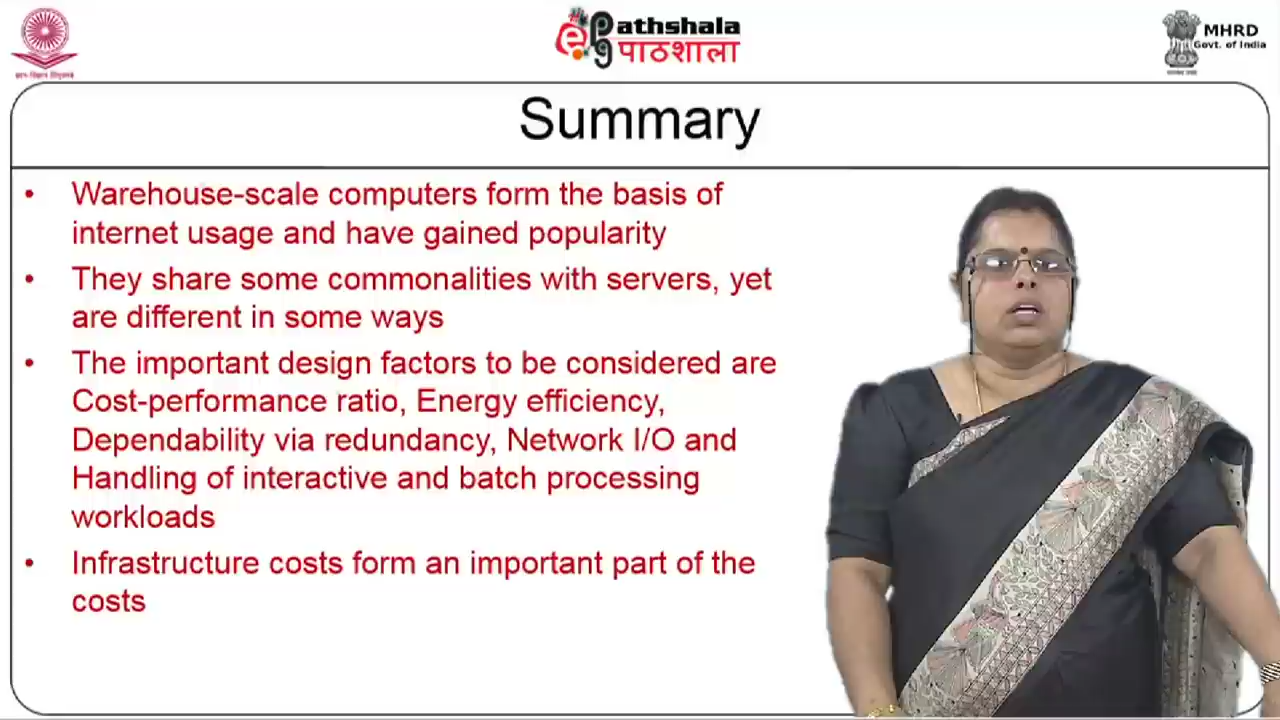 ePathshala
पाठशाला
MHRD
Govt. of India
Summary
• Warehouse-scale computers form the basis of
internet usage and have gained popularity
• They share some commonalities with servers, yet
are different in some ways
• The important design factors to be considered are
Cost-performance ratio, Energy efficiency,
Dependability via redundancy, Network I/O and
Handling of interactive and batch processing
workloads
• Infrastructure costs form an important part of the
costs